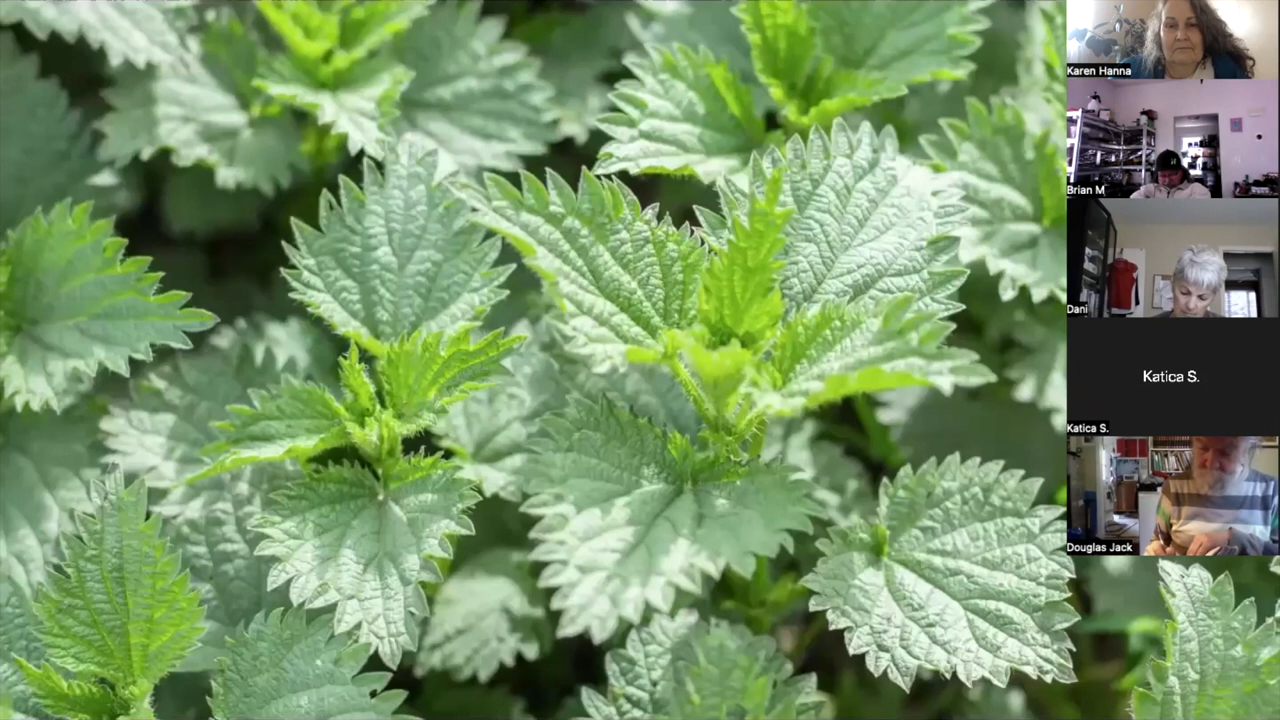 Karen Hanna
Brian M
Dani
Katica S.
Katica S.
Douglas Jack